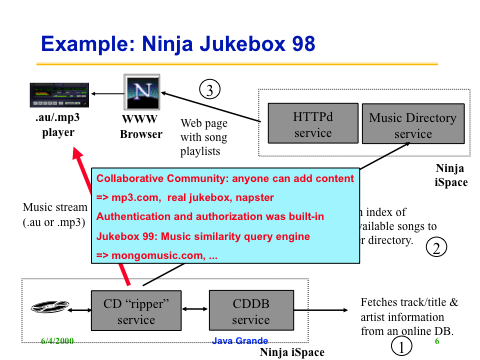 Example: Ninja Jukebox 98
3
N
.au/.mp3
player
WWW
Browser
Web page
with song
playlists
HTTPd
service
Music Directory
service
Ninja
iSpace
Collaborative Community: anyone can add content
=> mp3.com, real jukebox, napster
Authentication and authorization was built-in
Jukebox 99: Music similarity query engine
=> mongomusic.com, ...
Music stream
(.au or .mp3)
index of
songs to
directory.
2
CD “ripper”
service
CDDB
service
Fetches track/title &
artist information
from an online DB.
1
6/4/2000
Java Grande
6
Ninja iSpace